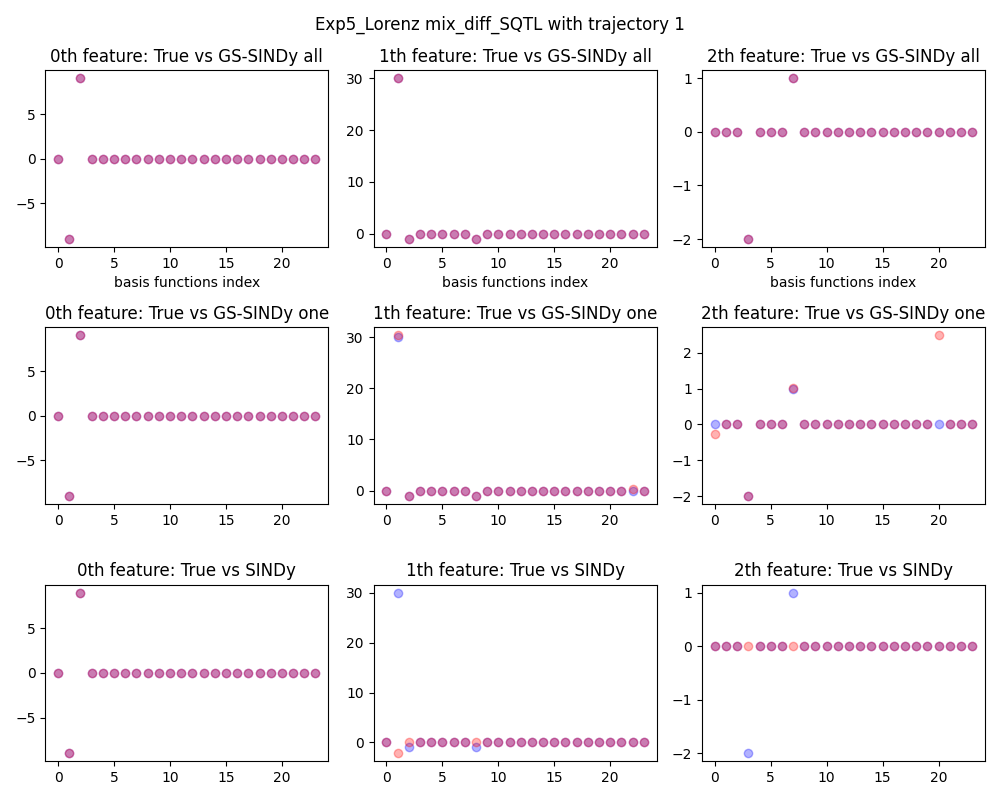 Exp5_Lorenz mix_diff_SQTL with trajectory 1
0th feature: True vs GS-SINDy all
1th feature: True vs GS-SINDy all
2th feature: True vs GS-SINDy all
5
0
−5
0 5 10 15 20
basis functions index
30
20
10
0
0 5 10 15 20
basis functions index
1
0
−1
−2
0 5 10 15 20
basis functions index
0th feature: True vs GS-SINDy one
1th feature: True vs GS-SINDy one
2th feature: True vs GS-SINDy one
5
0
−5
0 5 10 15 20
30
20
10
0
0 5 10 15 20
2
1
0
−1
−2
0 5 10 15 20
0th feature: True vs SINDy
1th feature: True vs SINDy
2th feature: True vs SINDy
5
0
−5
0 5 10 15 20
30
20
10
0
0 5 10 15 20
1
0
−1
−2
0 5 10 15 20